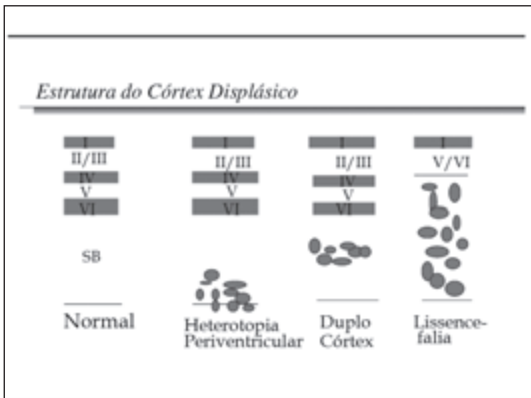 Estrutura do Córtex Displásico
I I I I
II/III II/III II/III V/VI
IV IV IV
V V V
VI VI VI
SB
Normal Heterotopia Periventricular Duplo Córtex Lissence-falia